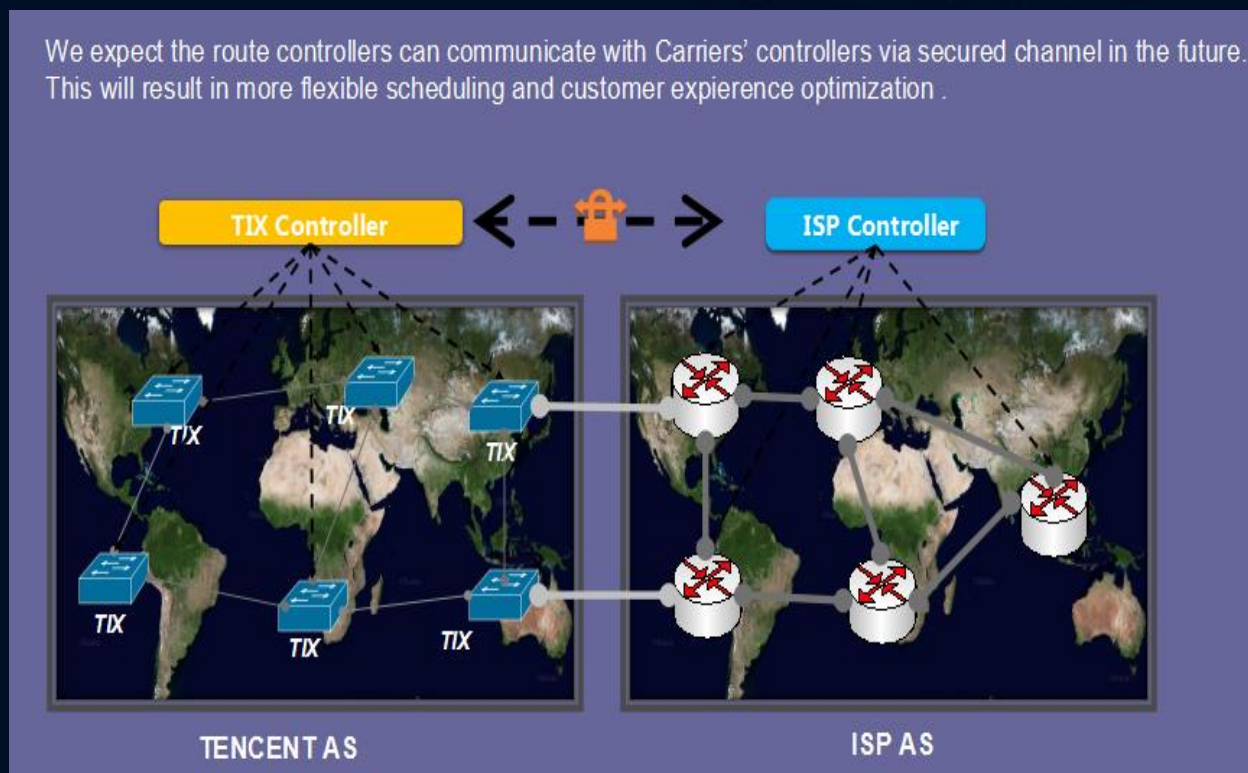 We expect the route controllers can communicate with Carriers’ controllers via secured channel in the future.
This will result in more flexible scheduling and customer expierence optimization .
TIX Controller
ISP Controller
TIX
TIX
TIX
TIX
TIX
TIX
TENCENT AS
ISP AS